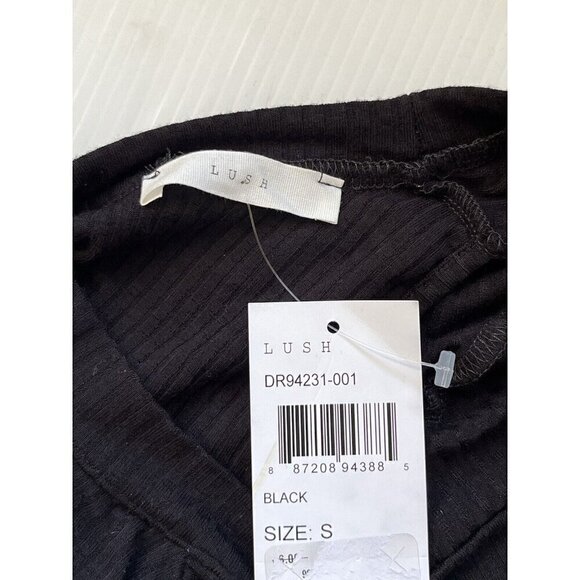 LUSH
LUSH
DR94231-001
8 87208 94388 5
BLACK
SIZE: S